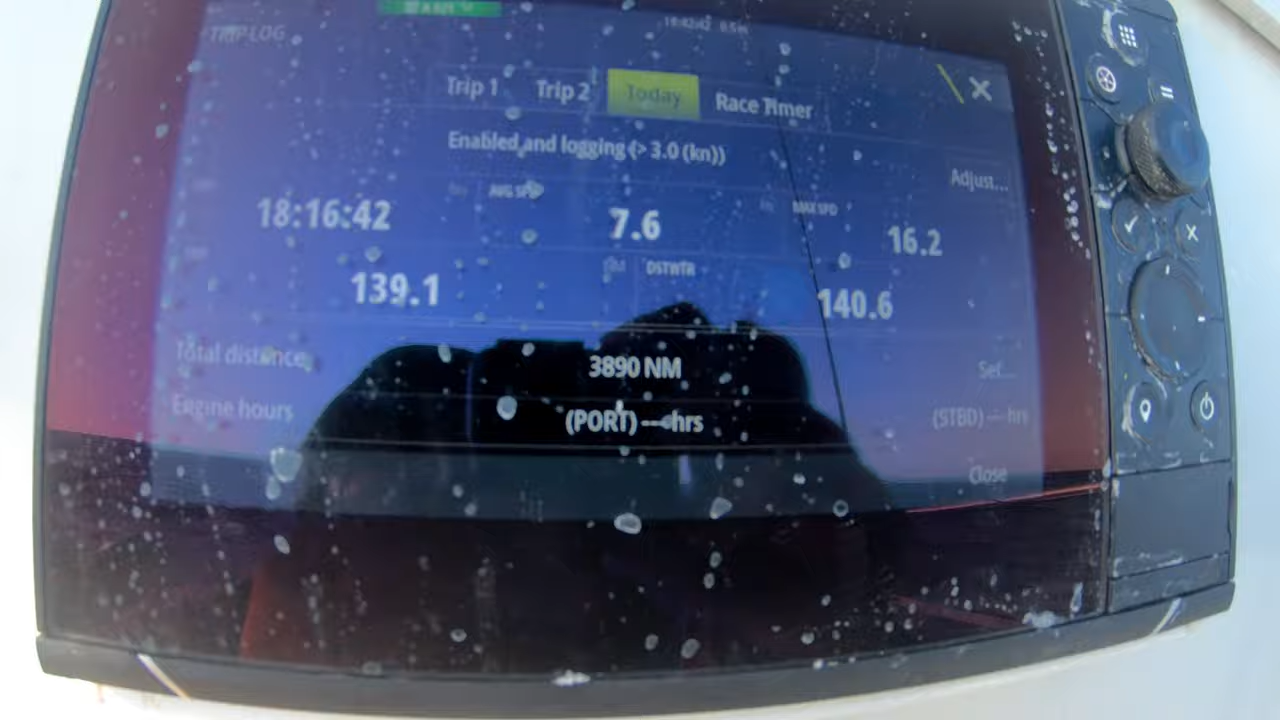 TRIP LOG
Trip 1 Trip 2 Today Race Timer
Enabled and logging (> 3.0 (kn))
Adjust...
AVG SPD MAX SPD
18:16:42 7.6 16.2
DSTWTR
139.1 140.6
Total distance 3890 NM Set...
Engine hours (PORT) ---hrs (STBD) ---hrs
Close